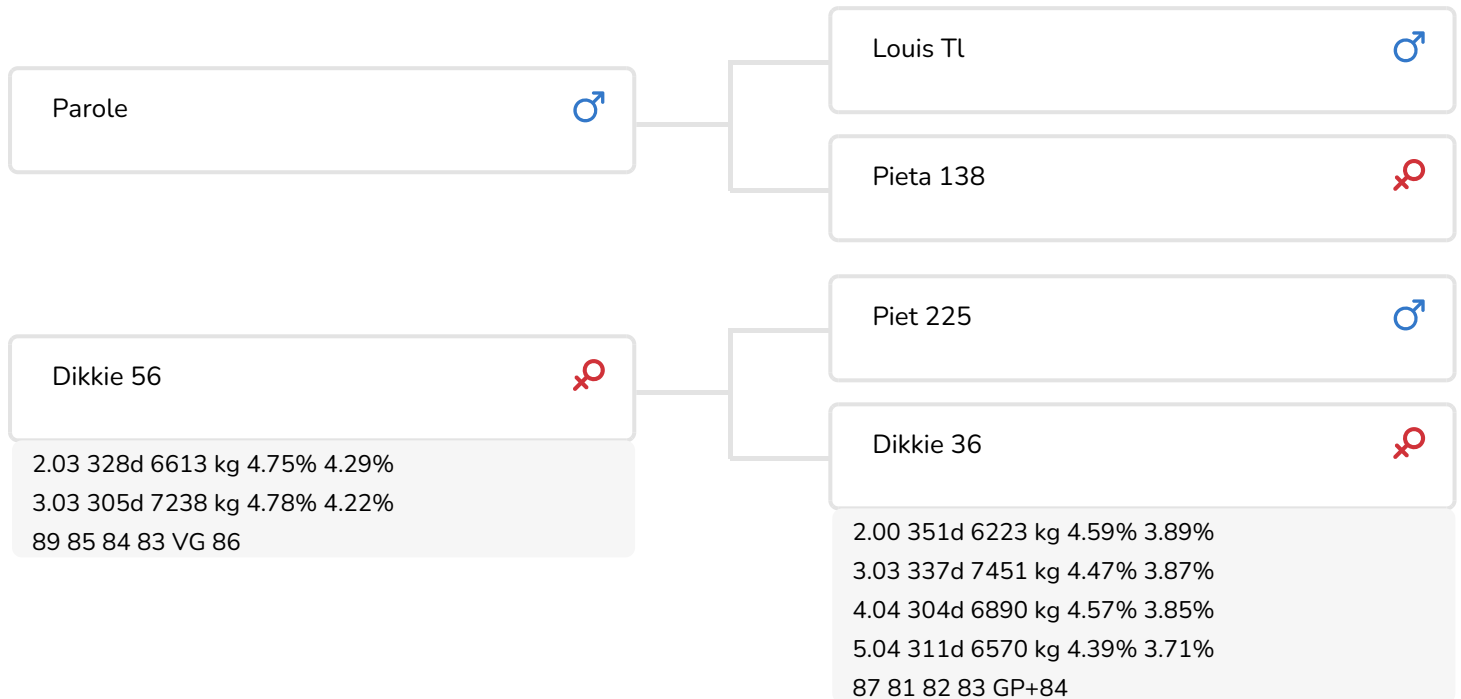 Parole
Dikkie 56
2.03 328d 6613 kg 4.75% 4.29%
3.03 305d 7238 kg 4.78% 4.22%
89 85 84 83 VG 86
Louis Tl
Pieta 138
Piet 225
Dikkie 36
2.00 351d 6223 kg 4.59% 3.89%
3.03 337d 7451 kg 4.47% 3.87%
4.04 304d 6890 kg 4.57% 3.85%
5.04 311d 6570 kg 4.39% 3.71%
87 81 82 83 GP+84